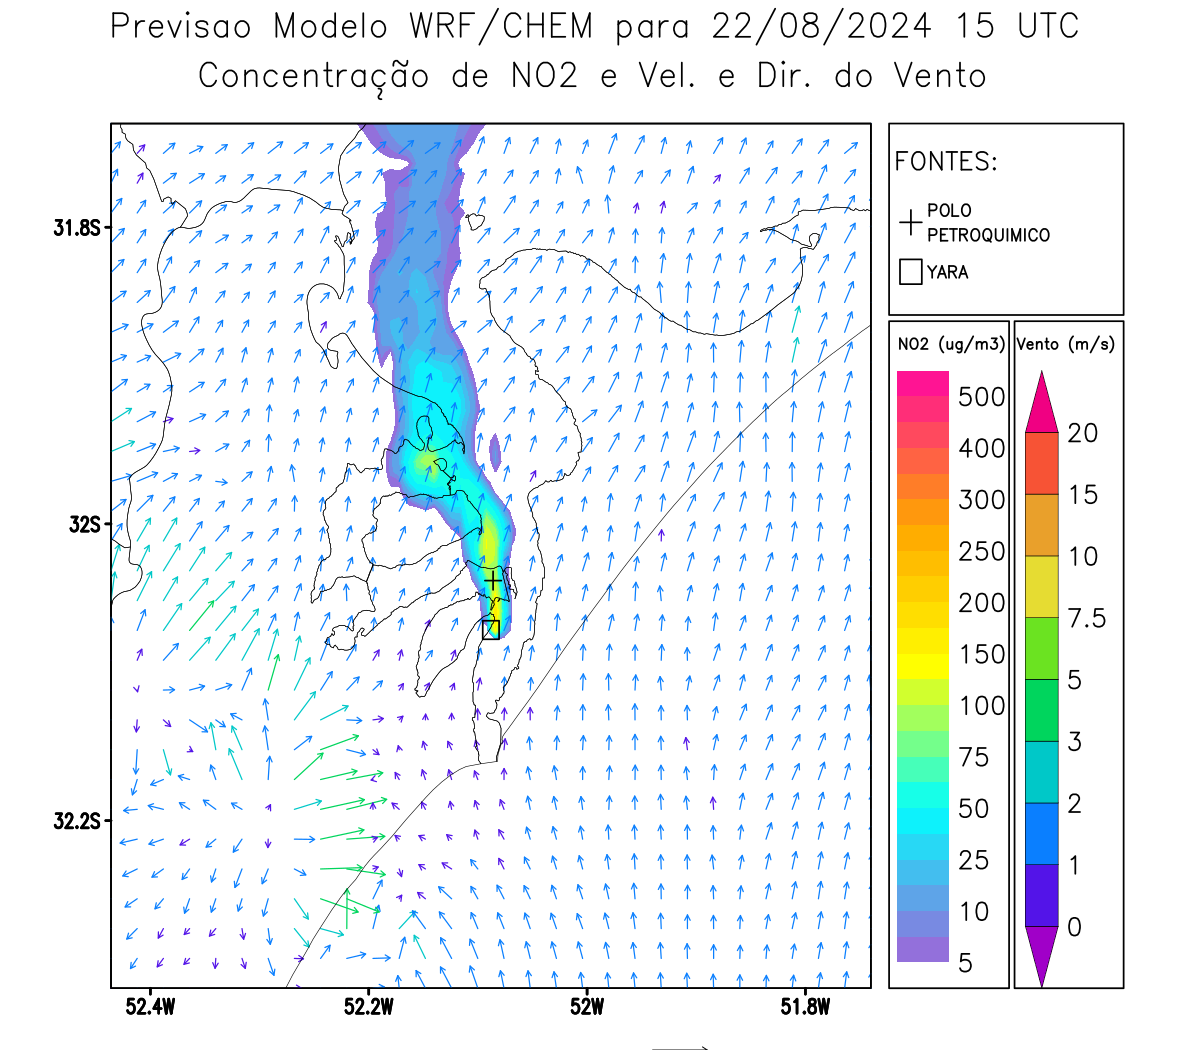 Previsao Modelo WRF/CHEM para 22/08/2024 15 UTC
Concentração de NO2 e Vel. e Dir. do Vento
FONTES:
POLO
PETROQUIMICO
YARA
NO2 (ug/m3)
500
400
300
250
200
150
100
75
50
25
10
5
Vento (m/s)
20
15
10
7.5
5
3
2
1
0
31.8S
32S
32.2S
52.4W
52.2W
52W
51.8W